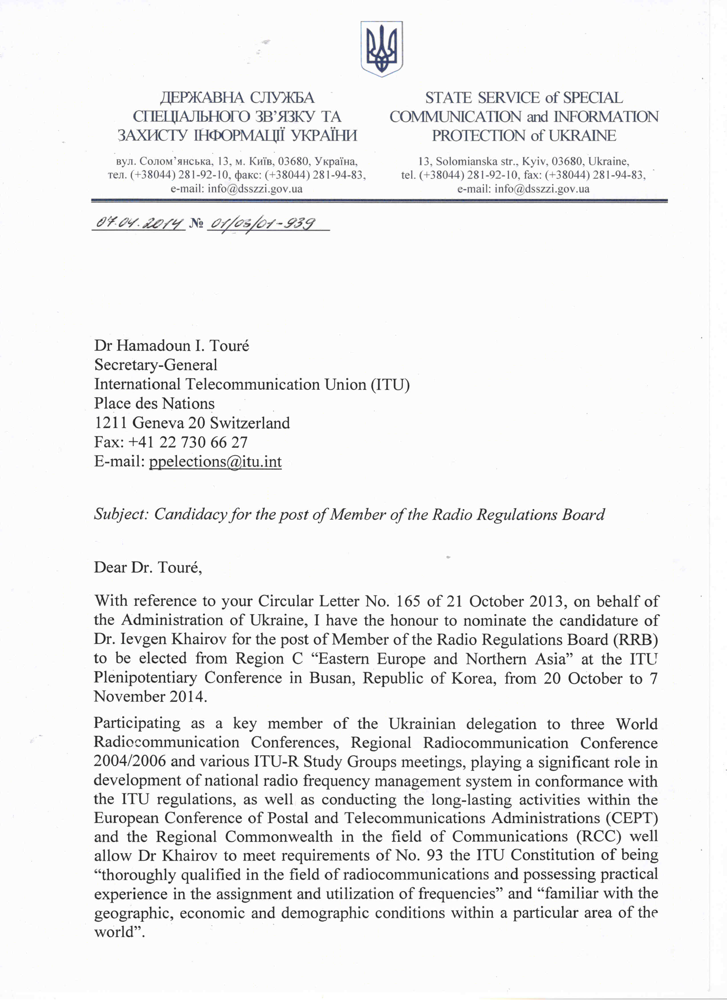 ДЕРЖАВНА СЛУЖБА
СПЕЦІАЛЬНОГО ЗВ’ЯЗКУ ТА
ЗАХИСТУ ІНФОРМАЦІЇ УКРАЇНИ
вул. Солом’янська, 13, м. Київ, 03680, Україна,
тел. (+38044) 281-92-10, факс: (+38044) 281-94-83,
e-mail: info@dsszzi.gov.ua
STATE SERVICE of SPECIAL
COMMUNICATION and INFORMATION
PROTECTION of UKRAINE
13, Solomianska str., Kyiv, 03680, Ukraine,
tel. (+38044) 281-92-10, fax: (+38044) 281-94-83,
e-mail: info@dsszzi.gov.ua
07.04.2014 № 01/03/01-939
Dr Hamadoun I. Touré
Secretary-General
International Telecommunication Union (ITU)
Place des Nations
1211 Geneva 20 Switzerland
Fax: +41 22 730 66 27
E-mail: ppelections@itu.int
Subject: Candidacy for the post of Member of the Radio Regulations Board
Dear Dr. Touré,
With reference to your Circular Letter No. 165 of 21 October 2013, on behalf of
the Administration of Ukraine, I have the honour to nominate the candidature of
Dr. Ievgen Khairov for the post of Member of the Radio Regulations Board (RRB)
to be elected from Region C “Eastern Europe and Northern Asia” at the ITU
Plenipotentiary Conference in Busan, Republic of Korea, from 20 October to 7
November 2014.
Participating as a key member of the Ukrainian delegation to three World
Radiocommunication Conferences, Regional Radiocommunication Conference
2004/2006 and various ITU-R Study Groups meetings, playing a significant role in
development of national radio frequency management system in conformance with
the ITU regulations, as well as conducting the long-lasting activities within the
European Conference of Postal and Telecommunications Administrations (CEPT)
and the Regional Commonwealth in the field of Communications (RCC) well
allow Dr Khairov to meet requirements of No. 93 the ITU Constitution of being
“thoroughly qualified in the field of radiocommunications and possessing practical
experience in the assignment and utilization of frequencies” and “familiar with the
geographic, economic and demographic conditions within a particular area of the
world”.